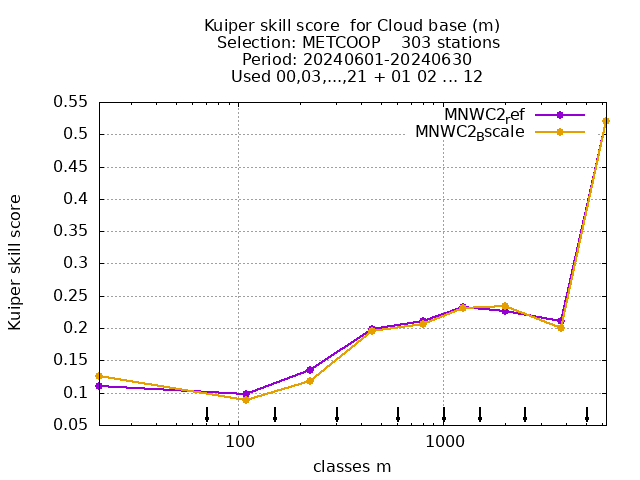 Kuiper skill score  for Cloud base (m)
Selection: METCOOP    303 stations
Period: 20240601-20240630
Used 00,03,...,21 + 01 02 ... 12
MNWC2ref
MNWC2Bscale
0.55
0.5
0.45
0.4
0.35
0.3
0.25
0.2
0.15
0.1
0.05
Kuiper skill score
100
1000
classes m